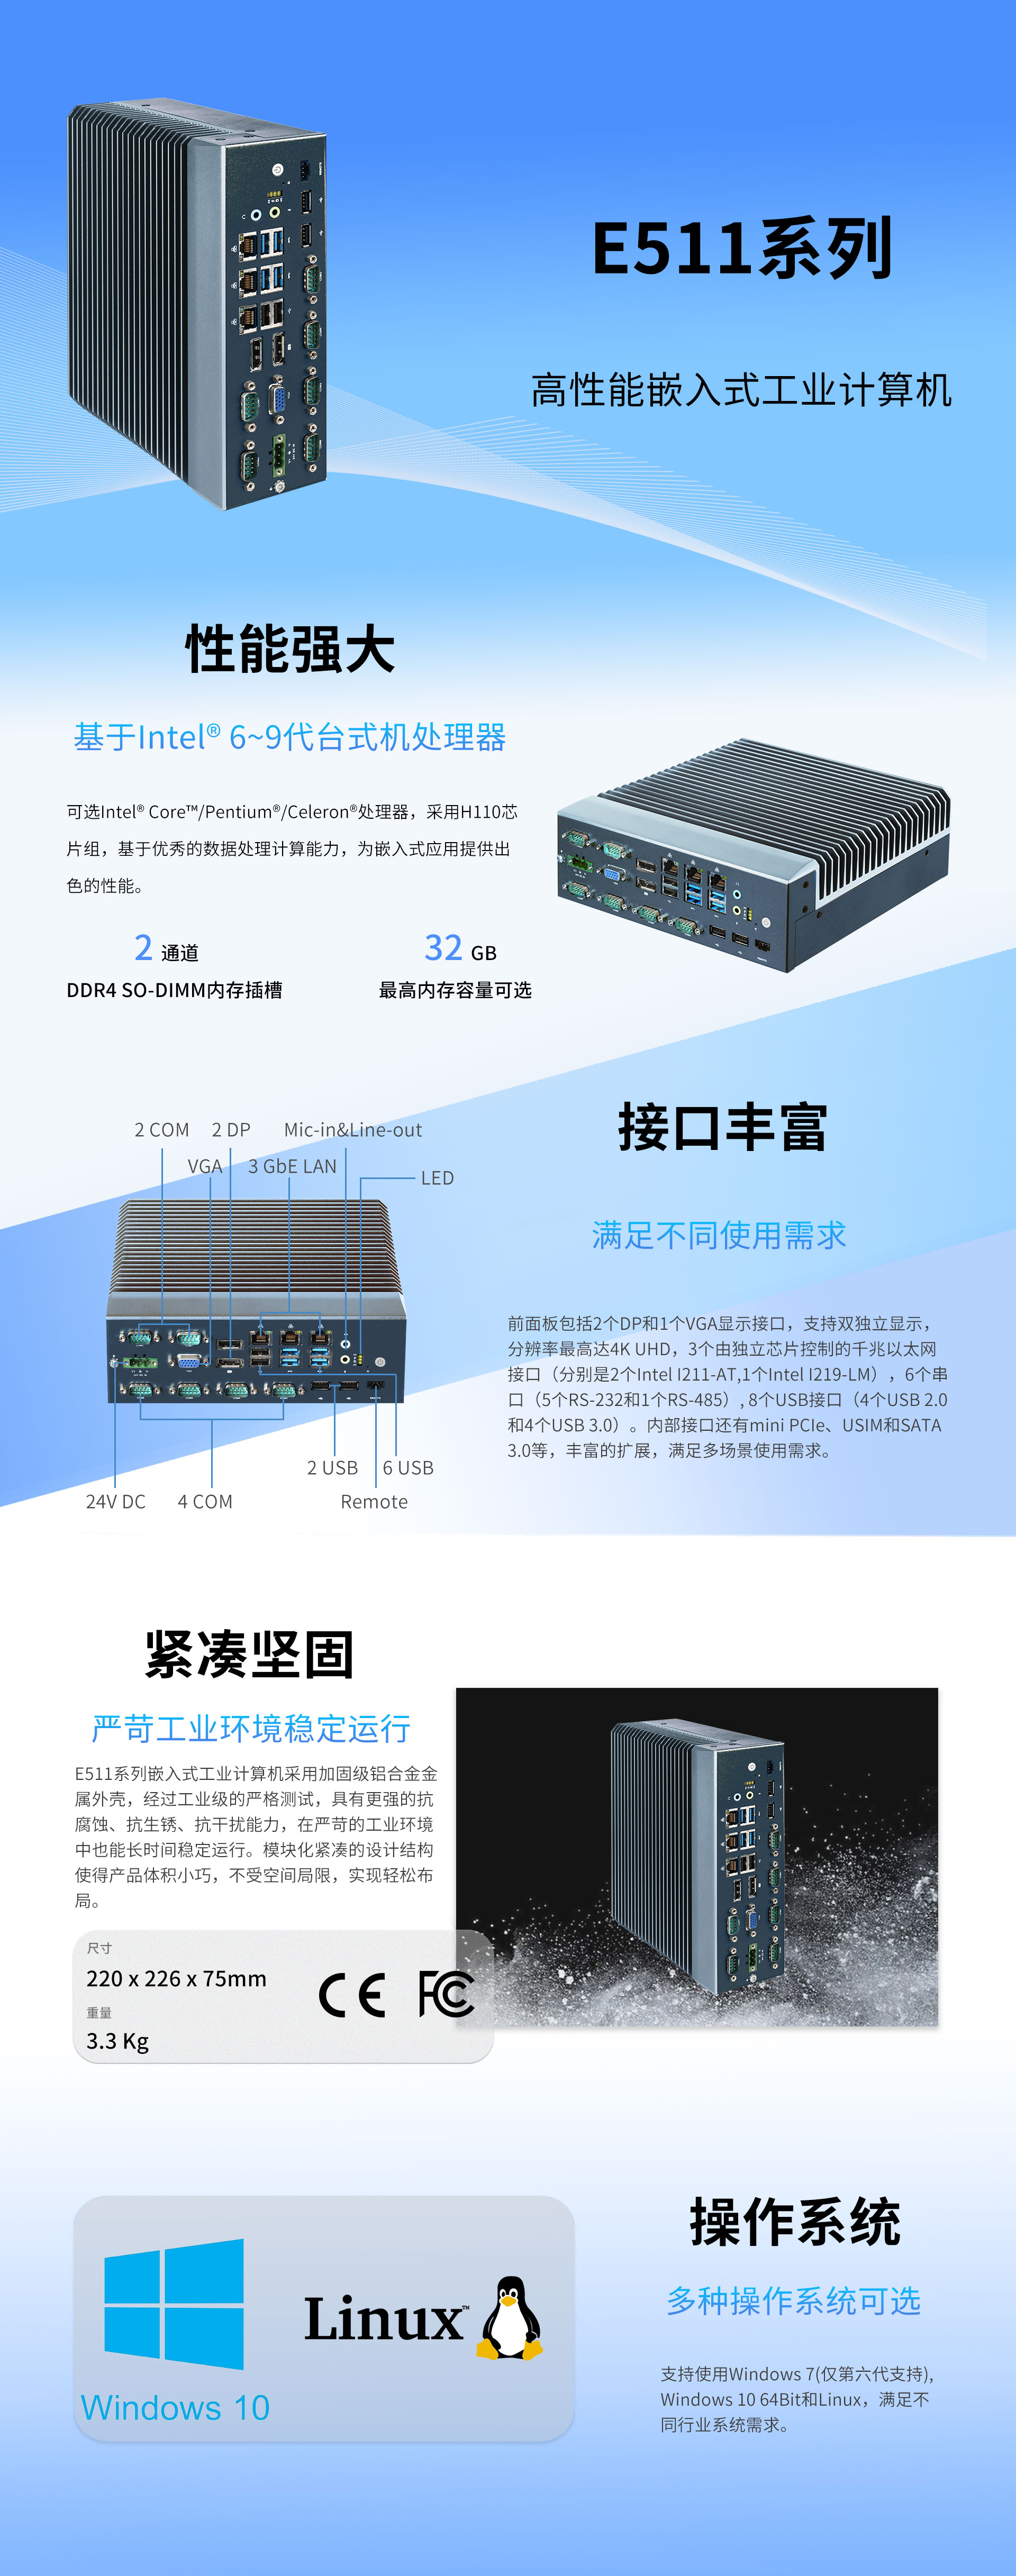 E511系列
高性能嵌入式工业计算机
性能强大
基于Intel® 6~9代台式机处理器
可选Intel® Core™/Pentium®/Celeron®处理器，采用H110芯
片组，基于优秀的数据处理计算能力，为嵌入式应用提供出
色的性能。
2 通道
DDR4 SO-DIMM内存插槽
32 GB
最高内存容量可选
接口丰富
满足不同使用需求
2 COM
2 DP
Mic-in&Line-out
VGA
3 GbE LAN
LED
2 USB
6 USB
24V DC
4 COM
Remote
前面板包括2个DP和1个VGA显示接口，支持双独立显示，
分辨率最高达4K UHD，3个由独立芯片控制的千兆以太网
接口（分别是2个Intel I211-AT,1个Intel I219-LM），6个串
口（5个RS-232和1个RS-485）, 8个USB接口（4个USB 2.0
和4个USB 3.0）。内部接口还有mini PCIe、USIM和SATA
3.0等，丰富的扩展，满足多场景使用需求。
紧凑坚固
严苛工业环境稳定运行
E511系列嵌入式工业计算机采用加固级铝合金金
属外壳，经过工业级的严格测试，具有更强的抗
腐蚀、抗生锈、抗干扰能力，在严苛的工业环境
中也能长时间稳定运行。模块化紧凑的设计结构
使得产品体积小巧，不受空间局限，实现轻松布
局。
尺寸
220 x 226 x 75mm
重量
3.3 Kg
CE FC
操作系统
多种操作系统可选
支持使用Windows 7(仅第六代支持),
Windows 10 64Bit和Linux，满足不
同行业系统需求。
Linux™
Windows 10